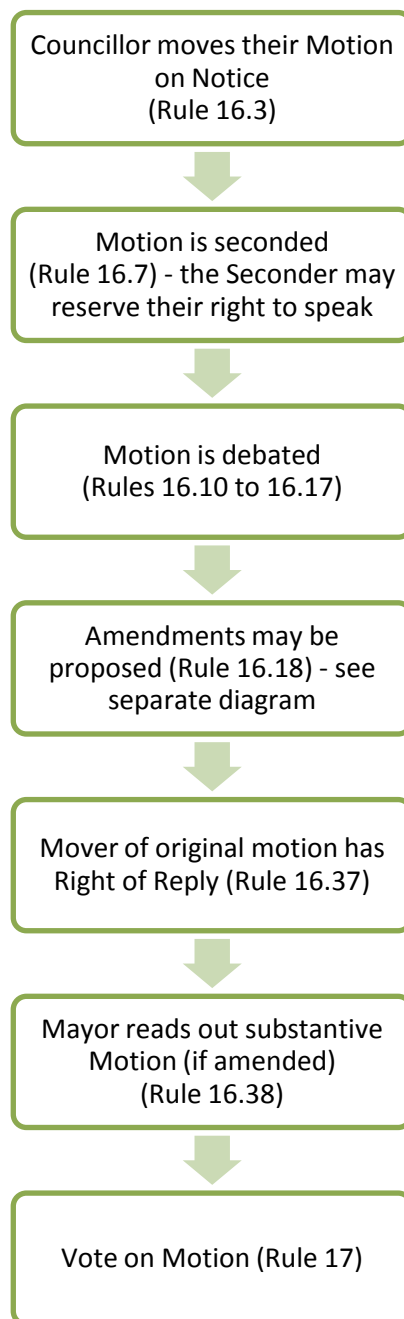 Councillor moves their Motion
on Notice
(Rule 16.3)
Motion is seconded
(Rule 16.7) - the Seconder may
reserve their right to speak
Motion is debated
(Rules 16.10 to 16.17)
Amendments may be
proposed (Rule 16.18) - see
separate diagram
Mover of original motion has
Right of Reply (Rule 16.37)
Mayor reads out substantive
Motion (if amended)
(Rule 16.38)
Vote on Motion (Rule 17)